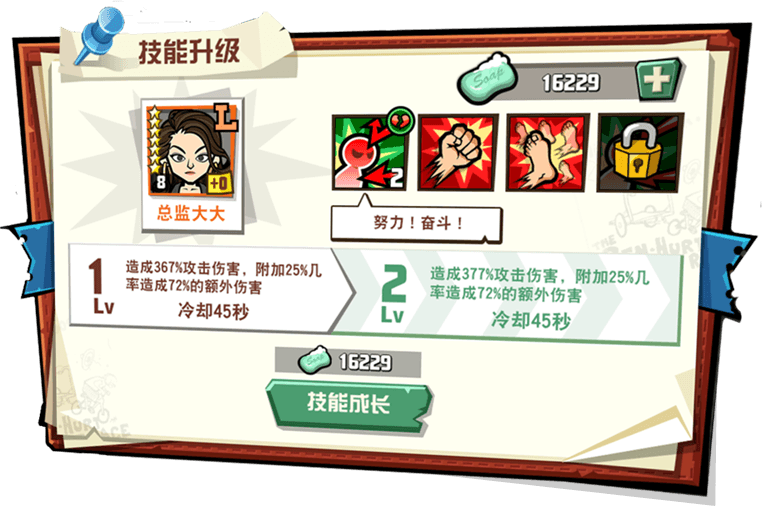 技能升级
Soap
16229
L
8
+0
总监大大
2
努力！奋斗！
1
Lv
造成367%攻击伤害，附加25%几
率造成72%的额外伤害
冷却45秒
2
Lv
造成377%攻击伤害，附加25%几
率造成72%的额外伤害
冷却45秒
Soap
16229
技能成长